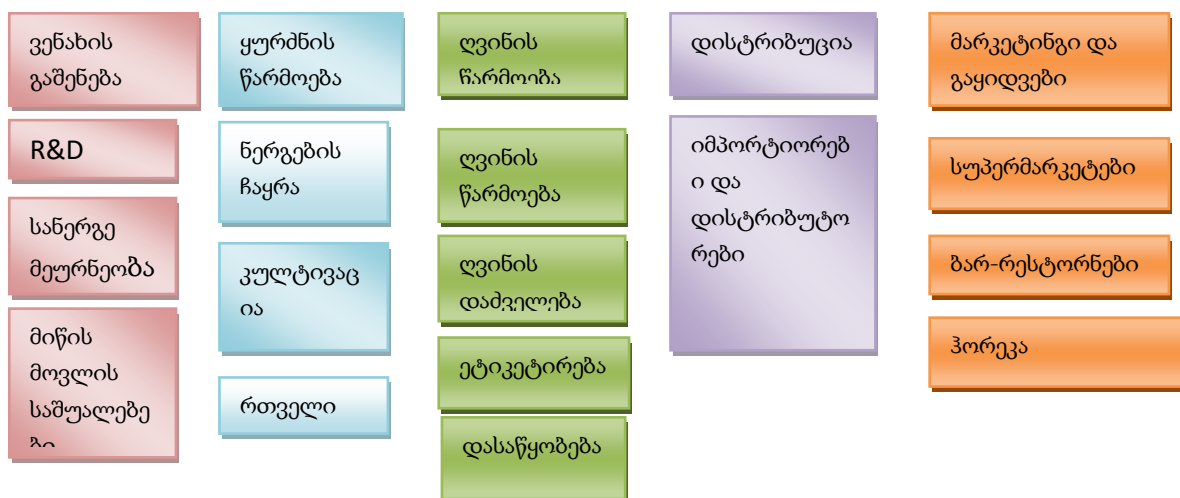 ვენახის
გაშენება
R&D
სანერგე
მეურნეობა
მიწის
მოვლის
საშუალებე
ბი
ყურძნის
წარმოება
ნერგების
ჩაყრა
კულტივაც
ია
რთველი
ღვინის
წარმოება
ღვინის
წარმოება
ღვინის
დაძველება
ეტიკეტირება
დასაწყობება
დისტრიბუცია
იმპორტიორებ
ი და
დისტრიბუტო
რები
მარკეტინგი და
გაყიდვები
სუპერმარკეტები
ბარ-რესტორნები
ჰორეკა